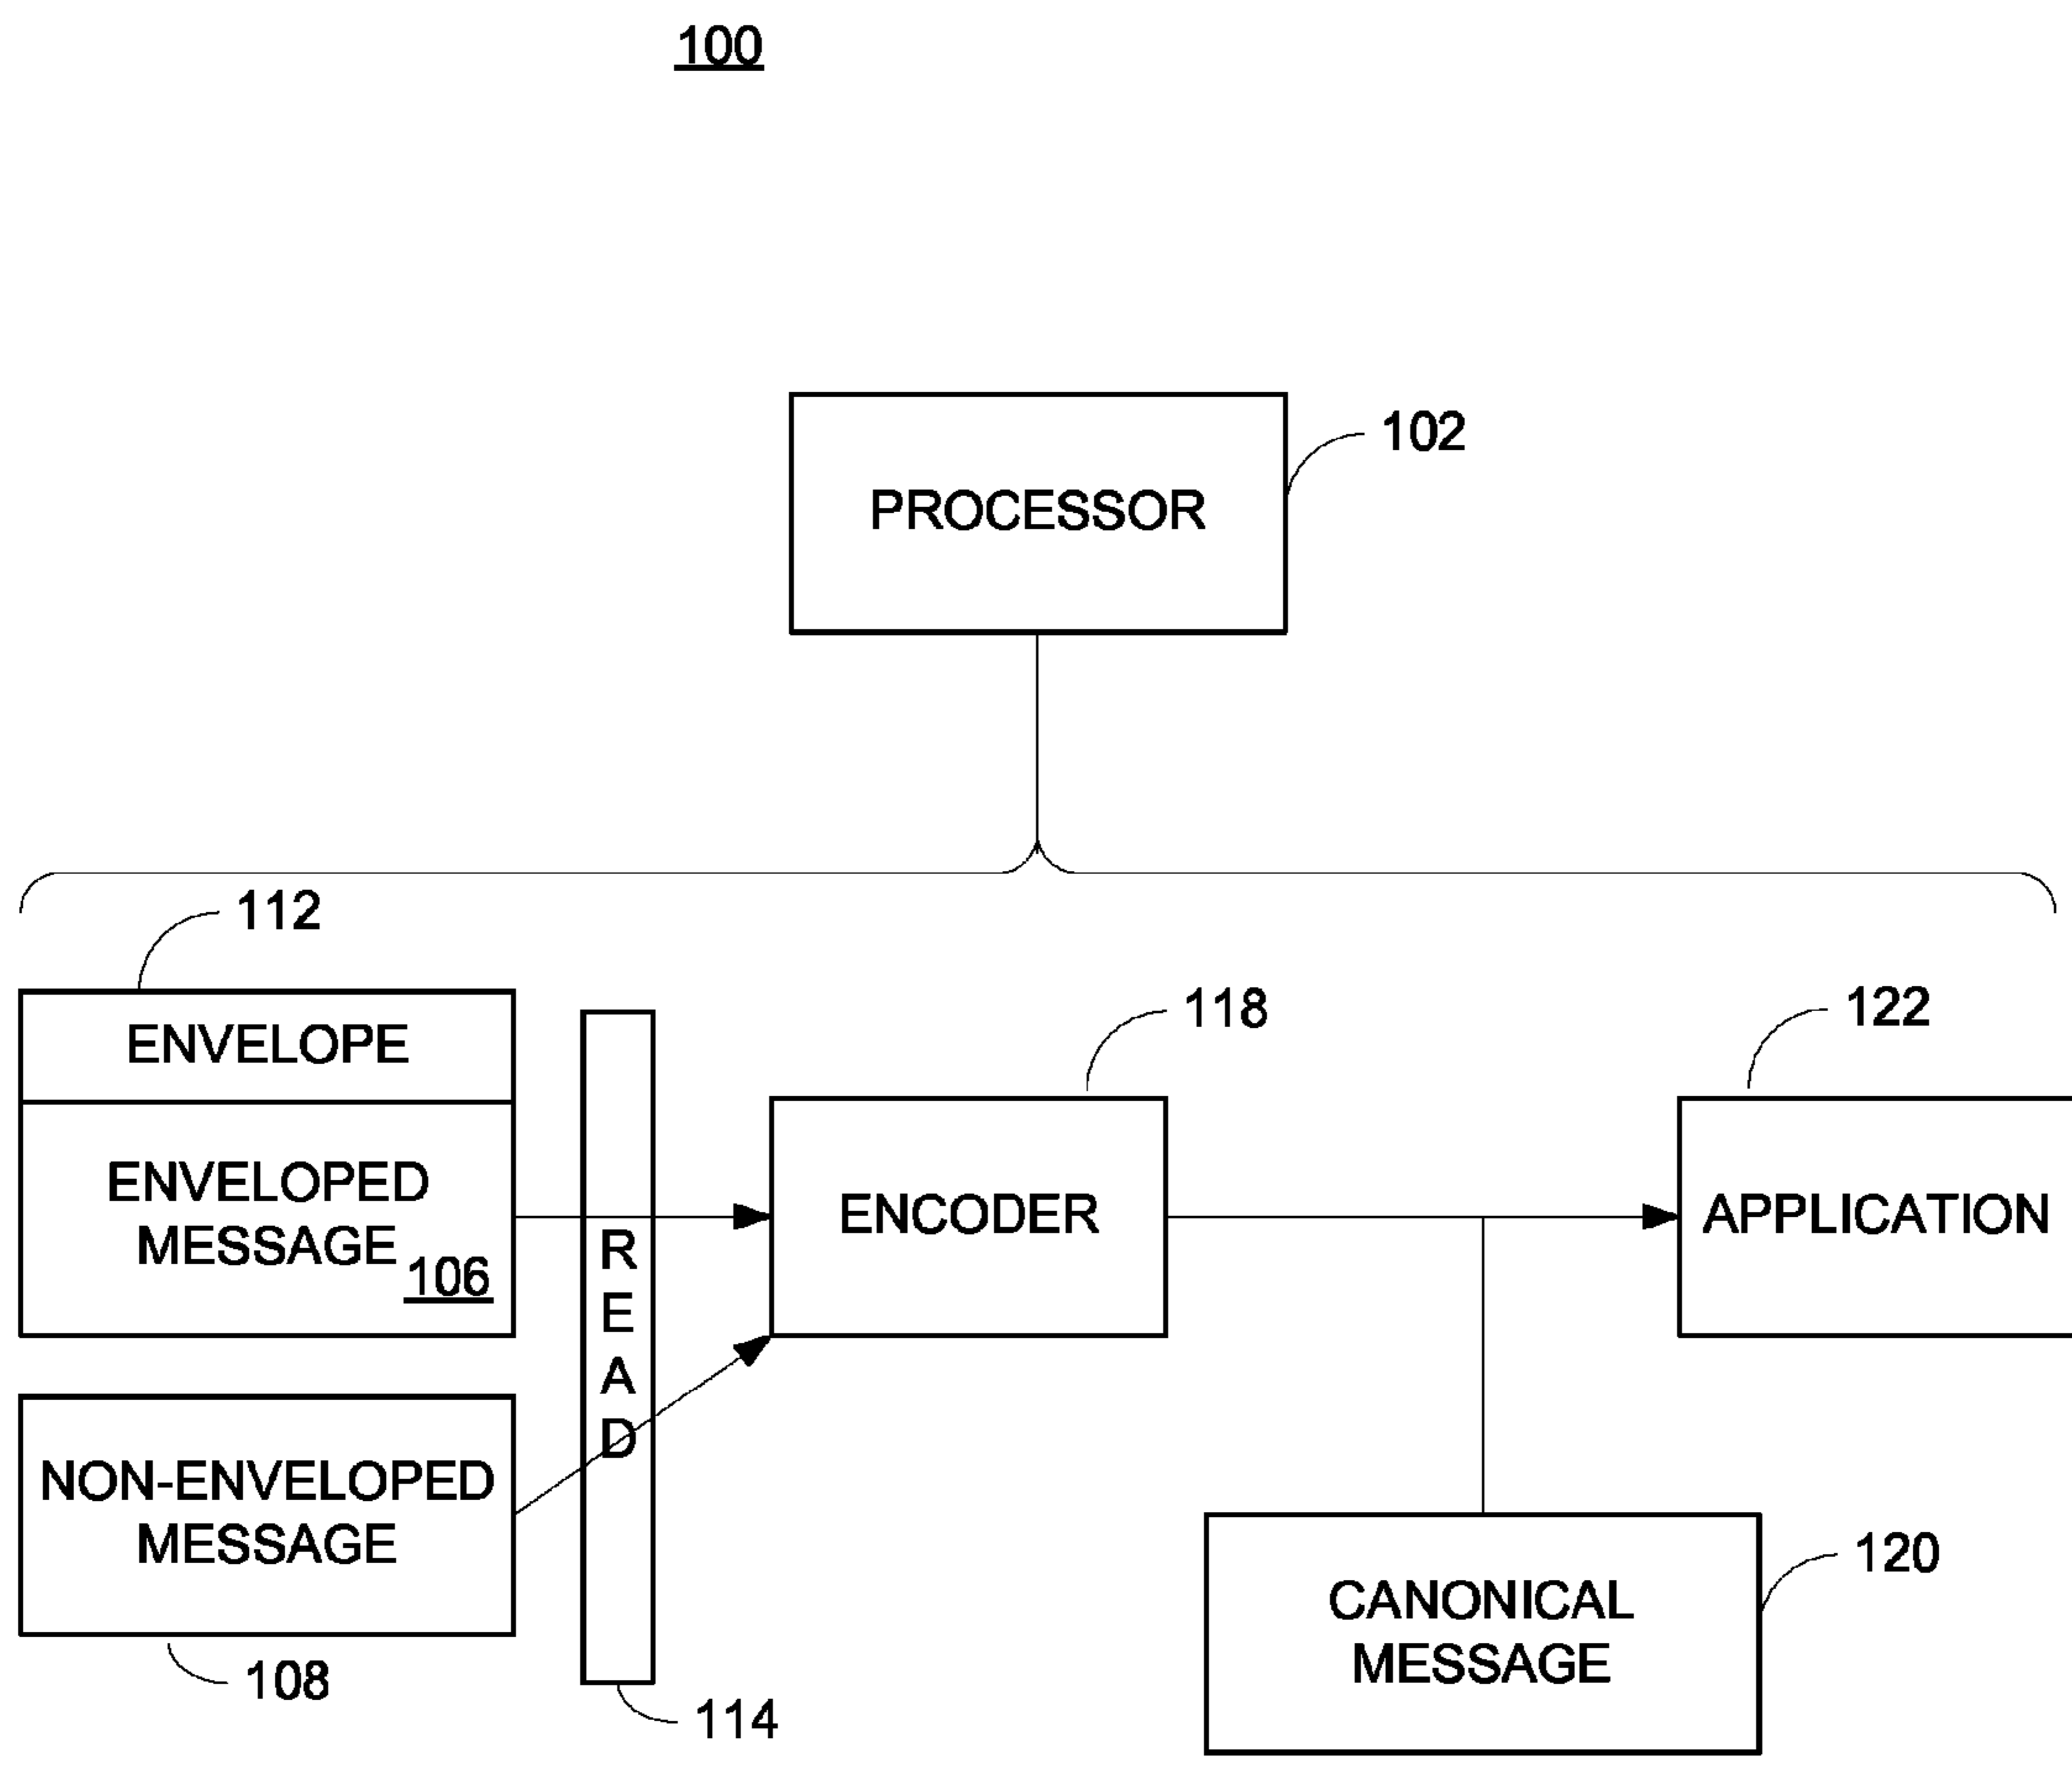 100
102
PROCESSOR
112
118
122
ENVELOPE
ENVELOPED
MESSAGE
106
READ
ENCODER
APPLICATION
NON-ENVELOPED
MESSAGE
108
114
120
CANONICAL
MESSAGE